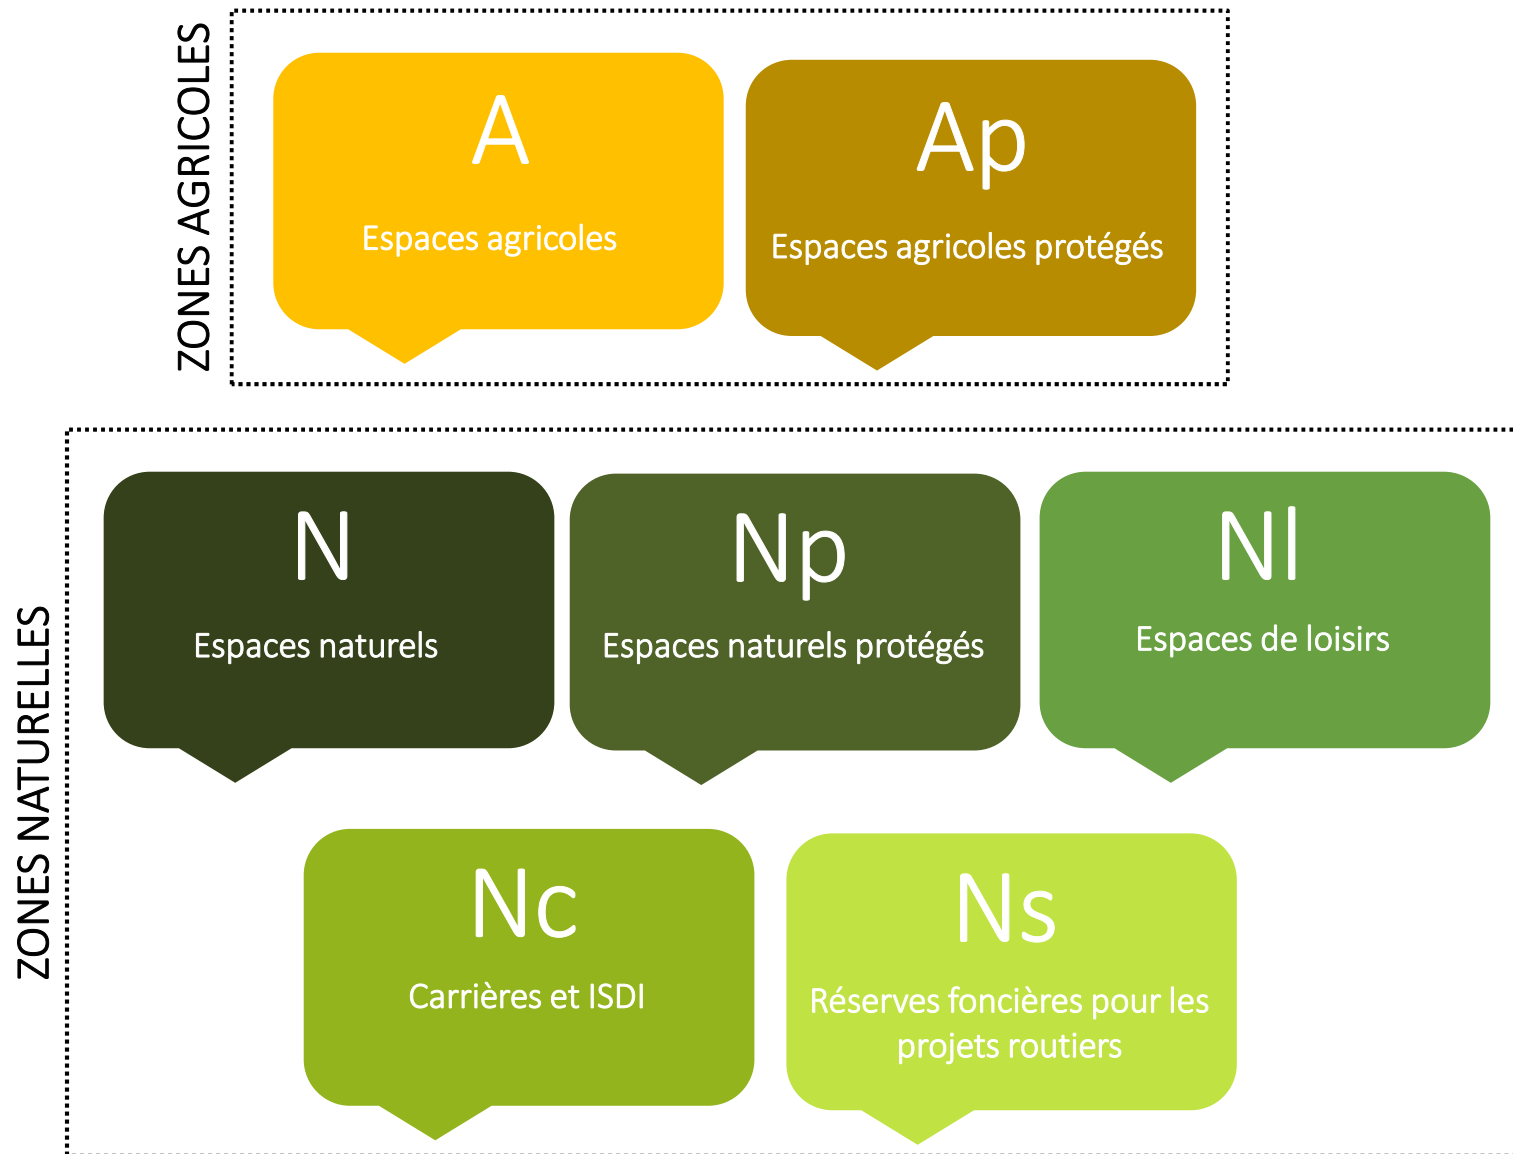 ZONES AGRICOLES
A
Espaces agricoles
Ap
Espaces agricoles protégés
ZONES NATURELLES
N
Espaces naturels
Np
Espaces naturels protégés
Nl
Espaces de loisirs
Nc
Carrières et ISDI
Ns
Réserves foncières pour les
projets routiers